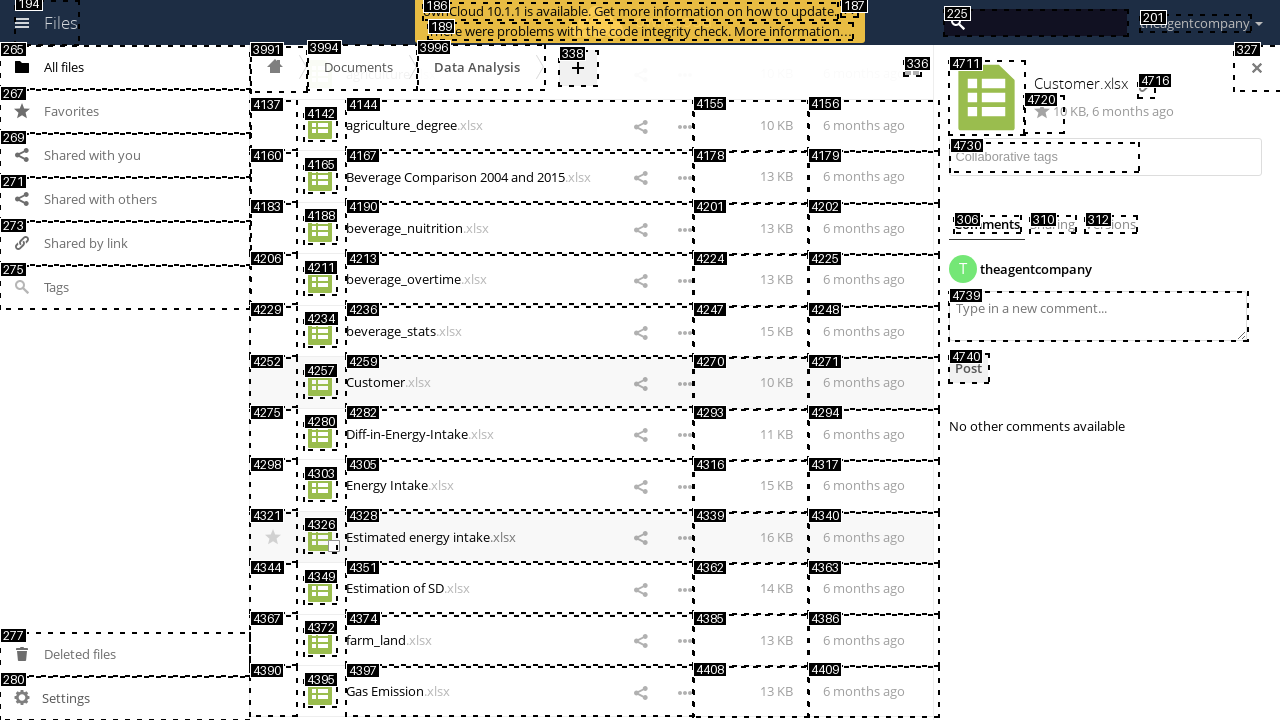 194
Files
186
ownCloud 10.1.1 is available. Get more information on how to update.
187
189
There were problems with the code integrity check. More information…
225
201
theagentcompany
265
All files
267
Favorites
269
Shared with you
271
Shared with others
273
Shared by link
275
Tags
277
Deleted files
280
Settings
3991
3994
Documents
3996
Data Analysis
338
+
336
327
4137
4142
4144
agriculture_degree.xlsx
4155
10 KB
4156
6 months ago
4160
4165
4167
Beverage Comparison 2004 and 2015.xlsx
4178
13 KB
4179
6 months ago
4183
4188
4190
beverage_nuitrition.xlsx
4201
13 KB
4202
6 months ago
4206
4211
4213
beverage_overtime.xlsx
4224
13 KB
4225
6 months ago
4229
4234
4236
beverage_stats.xlsx
4247
15 KB
4248
6 months ago
4252
4257
4259
Customer.xlsx
4270
10 KB
4271
6 months ago
4275
4280
4282
Diff-in-Energy-Intake.xlsx
4293
11 KB
4294
6 months ago
4298
4303
4305
Energy Intake.xlsx
4316
15 KB
4317
6 months ago
4321
4326
4328
Estimated energy intake.xlsx
4339
16 KB
4340
6 months ago
4344
4349
4351
Estimation of SD.xlsx
4362
14 KB
4363
6 months ago
4367
4372
4374
farm_land.xlsx
4385
13 KB
4386
6 months ago
4390
4395
4397
Gas Emission.xlsx
4408
13 KB
4409
6 months ago
4711
Customer.xlsx
4716
4720
10 KB, 6 months ago
4730
Collaborative tags
306
Comments
310
Sharing
312
Versions
T
theagentcompany
4739
Type in a new comment...
4740
Post
No other comments available